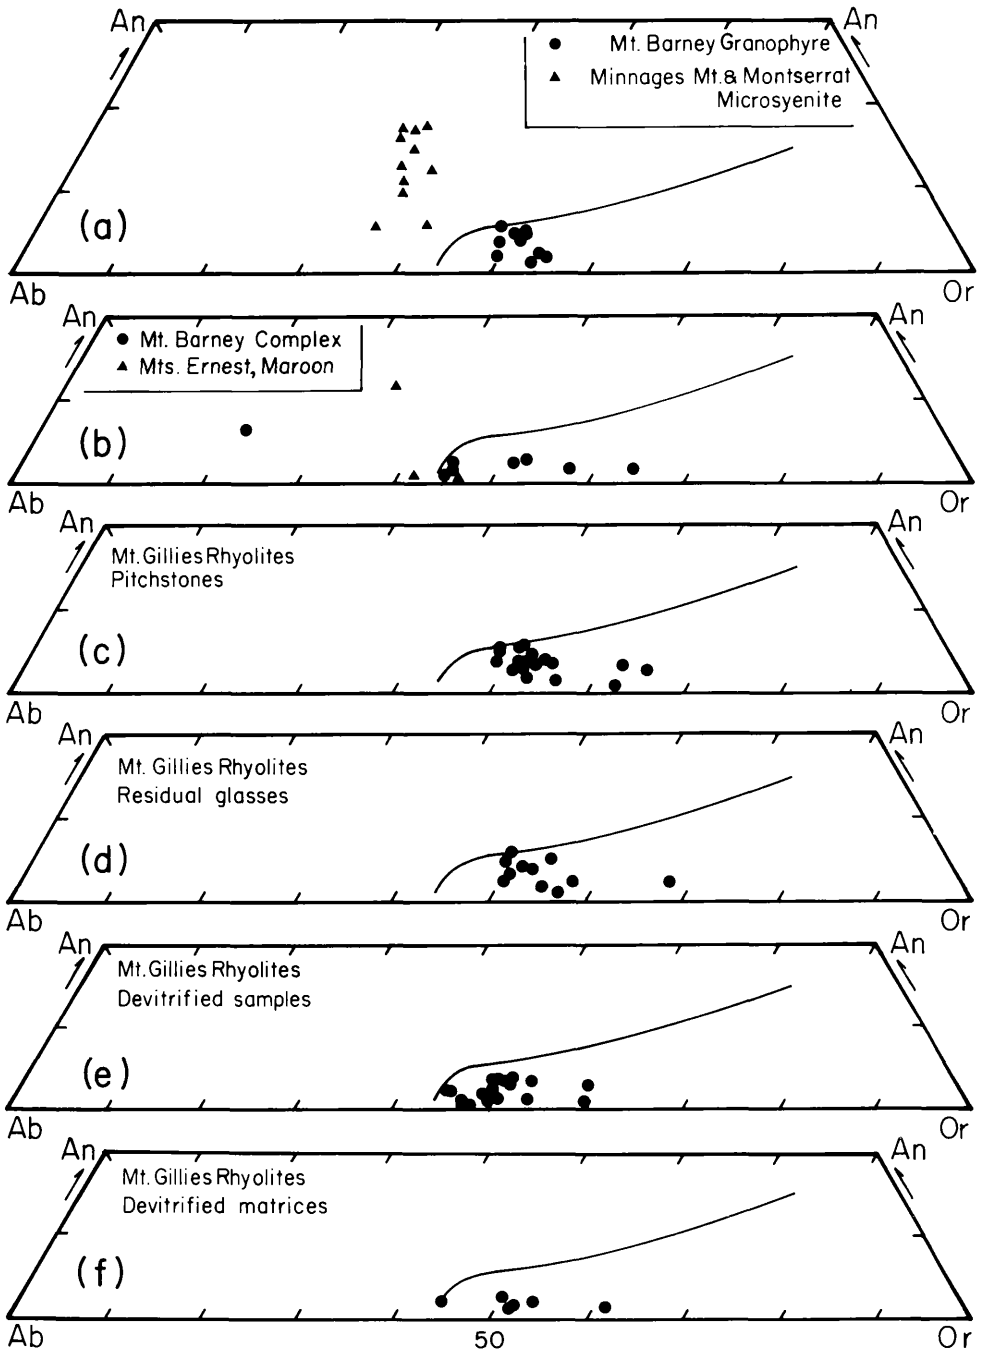 An
An
Mt. Barney Granophyre
Minnages Mt. & Montserrat
Microsyenite
(a)
Ab
Or
An
An
Mt. Barney Complex
Mts. Ernest, Maroon
(b)
Ab
Or
An
An
Mt. Gillies Rhyolites
Pitchstones
(c)
Ab
Or
An
An
Mt. Gillies Rhyolites
Residual glasses
(d)
Ab
Or
An
An
Mt. Gillies Rhyolites
Devitrified samples
(e)
Ab
Or
An
An
Mt. Gillies Rhyolites
Devitrified matrices
(f)
Ab
50
Or